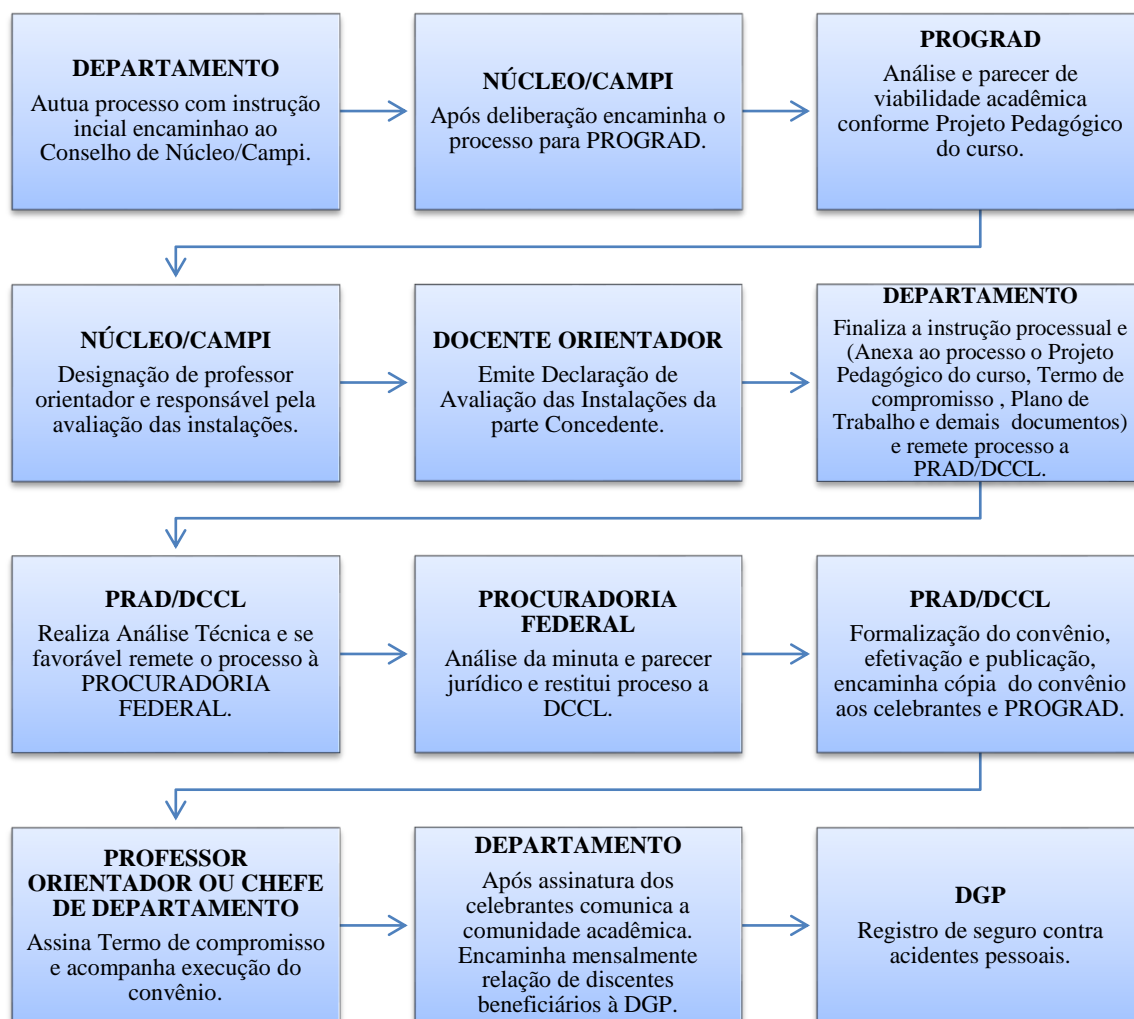 DEPARTAMENTO
Autua processo com instrução
incial encaminhao ao
Conselho de Núcleo/Campi.
NÚCLEO/CAMPI
Após deliberação encaminha o
processo para PROGRAD.
PROGRAD
Análise e parecer de
viabilidade acadêmica
conforme Projeto Pedagógico
do curso.
NÚCLEO/CAMPI
Designação de professor
orientador e responsável pela
avaliação das instalações.
DOCENTE ORIENTADOR
Emite Declaração de
Avaliação das Instalações da
parte Concedente.
DEPARTAMENTO
Finaliza a instrução processual e
(Anexa ao processo o Projeto
Pedagógico do curso, Termo de
compromisso , Plano de
Trabalho e demais documentos)
e remete processo a
PRAD/DCCL.
PRAD/DCCL
Realiza Análise Técnica e se
favorável remete o processo à
PROCURADORIA
FEDERAL.
PROCURADORIA
FEDERAL
Análise da minuta e parecer
jurídico e restitui proceso a
DCCL.
PRAD/DCCL
Formalização do convênio,
efetivação e publicação,
encaminha cópia do convênio
aos celebrantes e PROGRAD.
PROFESSOR
ORIENTADOR OU CHEFE
DE DEPARTAMENTO
Assina Termo de compromisso
e acompanha execução do
convênio.
DEPARTAMENTO
Após assinatura dos
celebrantes comunica a
comunidade acadêmica.
Encaminha mensalmente
relação de discentes
beneficiários à DGP.
DGP
Registro de seguro contra
acidentes pessoais.